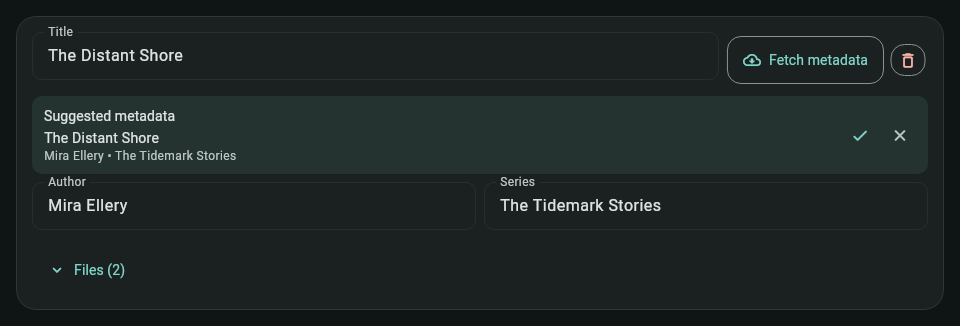 Title
The Distant Shore
Fetch metadata
Suggested metadata
The Distant Shore
Mira Ellery • The Tidemark Stories
Author
Mira Ellery
Series
The Tidemark Stories
Files (2)